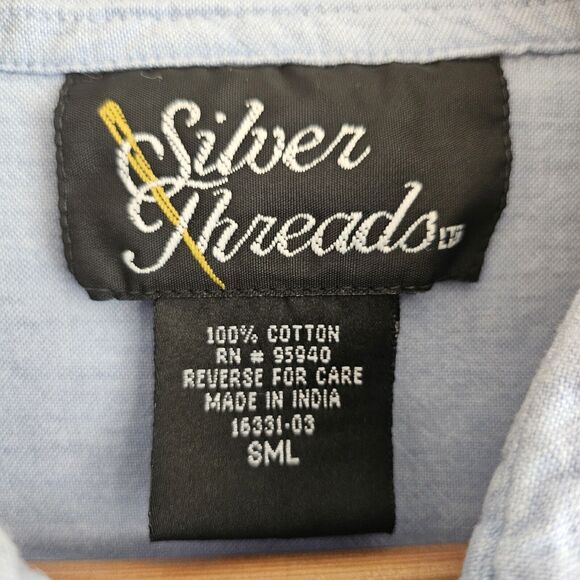 Silver
Threads LTD
100% COTTON
RN # 95940
REVERSE FOR CARE
MADE IN INDIA
16331-03
SML